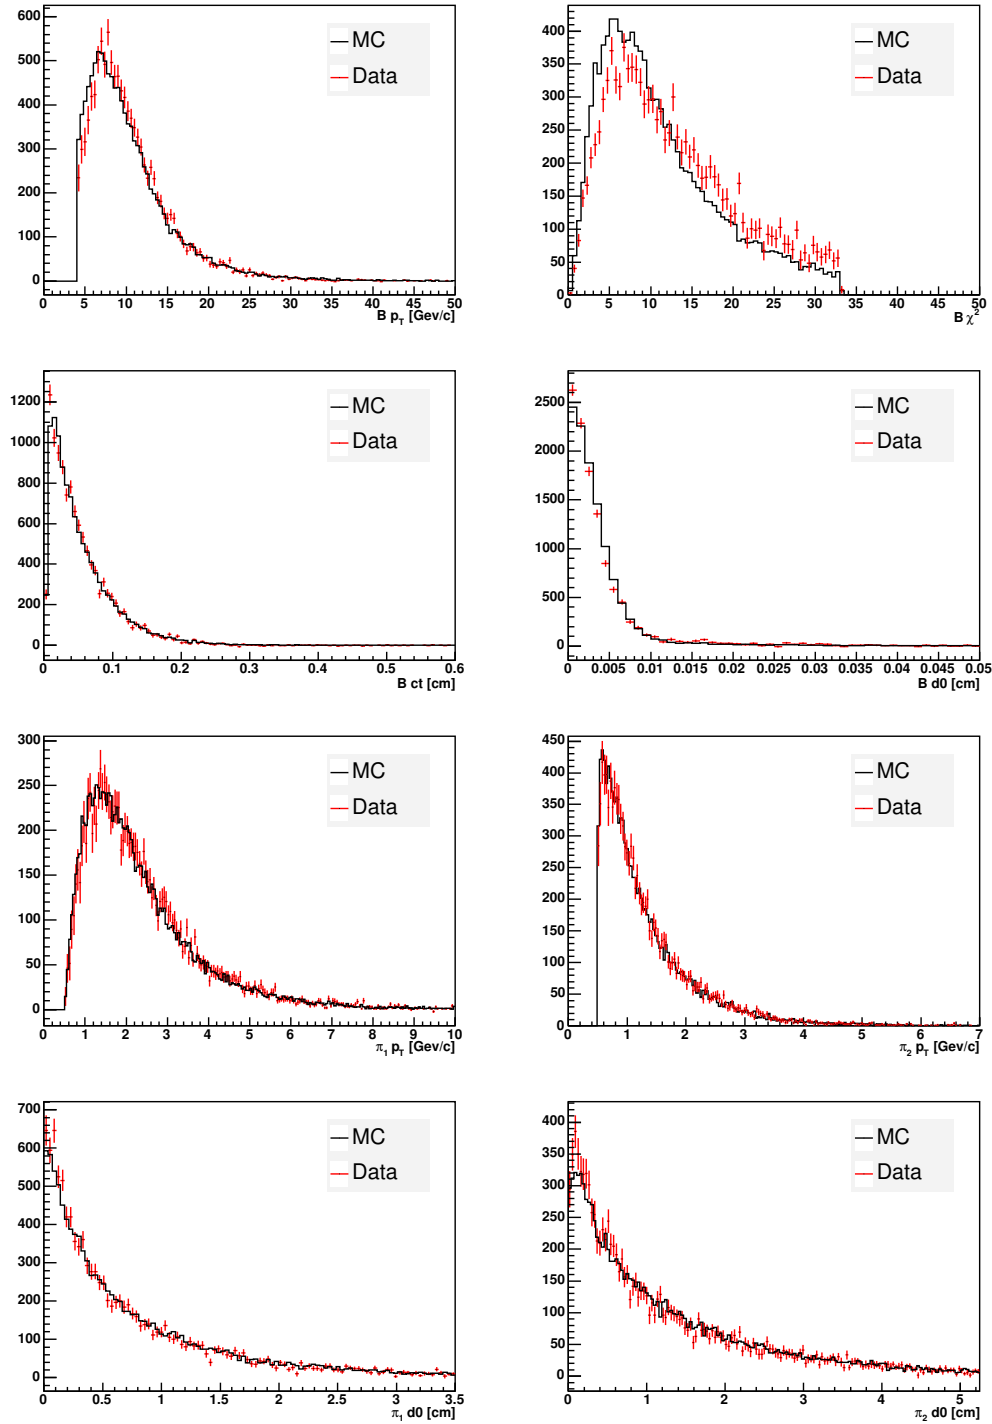 600
500
400
300
200
100
0
0 5 10 15 20 25 30 35 40 45 50
B p_T [Gev/c]
MC
Data
400
350
300
250
200
150
100
50
0
0 5 10 15 20 25 30 35 40 45 50
B χ²
MC
Data
1200
1000
800
600
400
200
0
0 0.1 0.2 0.3 0.4 0.5 0.6
B ct [cm]
MC
Data
2500
2000
1500
1000
500
0
0 0.005 0.01 0.015 0.02 0.025 0.03 0.035 0.04 0.045 0.05
B d0 [cm]
MC
Data
300
250
200
150
100
50
0
0 1 2 3 4 5 6 7 8 9 10
π₁ p_T [Gev/c]
MC
Data
450
400
350
300
250
200
150
100
50
0
0 1 2 3 4 5 6 7
π₂ p_T [Gev/c]
MC
Data
700
600
500
400
300
200
100
0
0 0.5 1 1.5 2 2.5 3 3.5
π₁ d0 [cm]
MC
Data
400
350
300
250
200
150
100
50
0
0 1 2 3 4 5
π₂ d0 [cm]
MC
Data